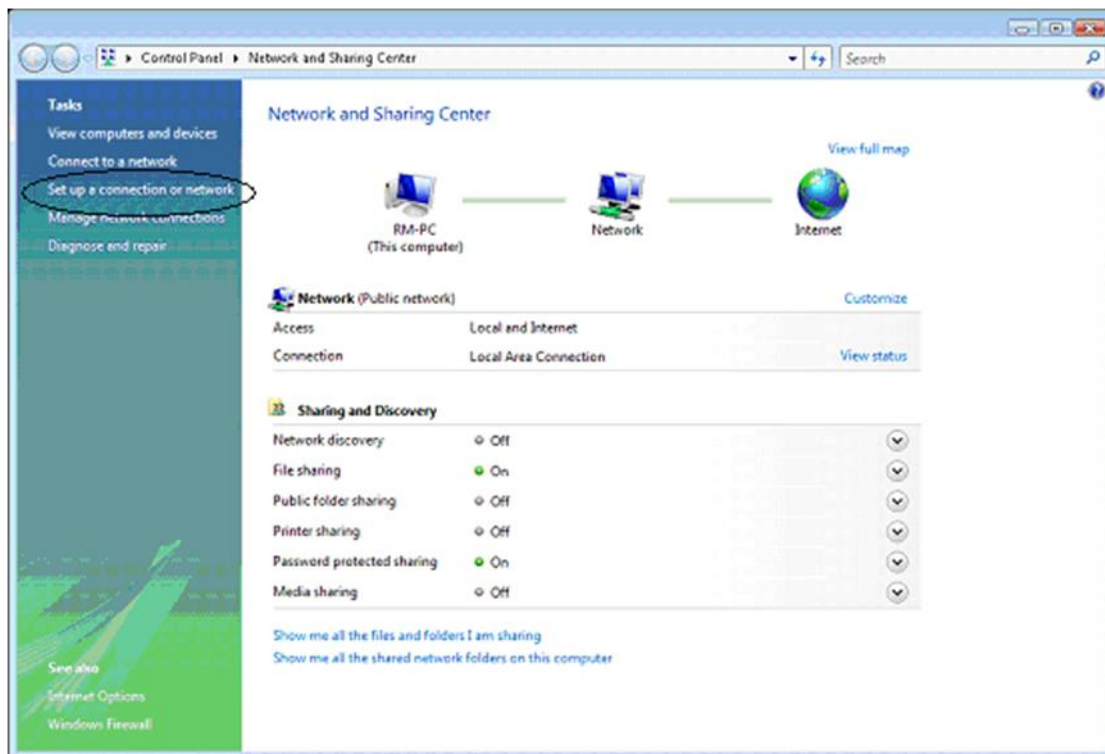 Control Panel Network and Sharing Center Search
Tasks
View computers and devices
Connect to a network
Set up a connection or network
Manage network connections
Diagnose and repair
See also
Internet Options
Windows Firewall
Network and Sharing Center
View full map
RM-PC
(This computer)
Network
Internet
Network (Public network) Customize
Access Local and Internet
Connection Local Area Connection View status
Sharing and Discovery
Network discovery Off
File sharing On
Public folder sharing Off
Printer sharing Off
Password protected sharing On
Media sharing Off
Show me all the files and folders I am sharing
Show me all the shared network folders on this computer